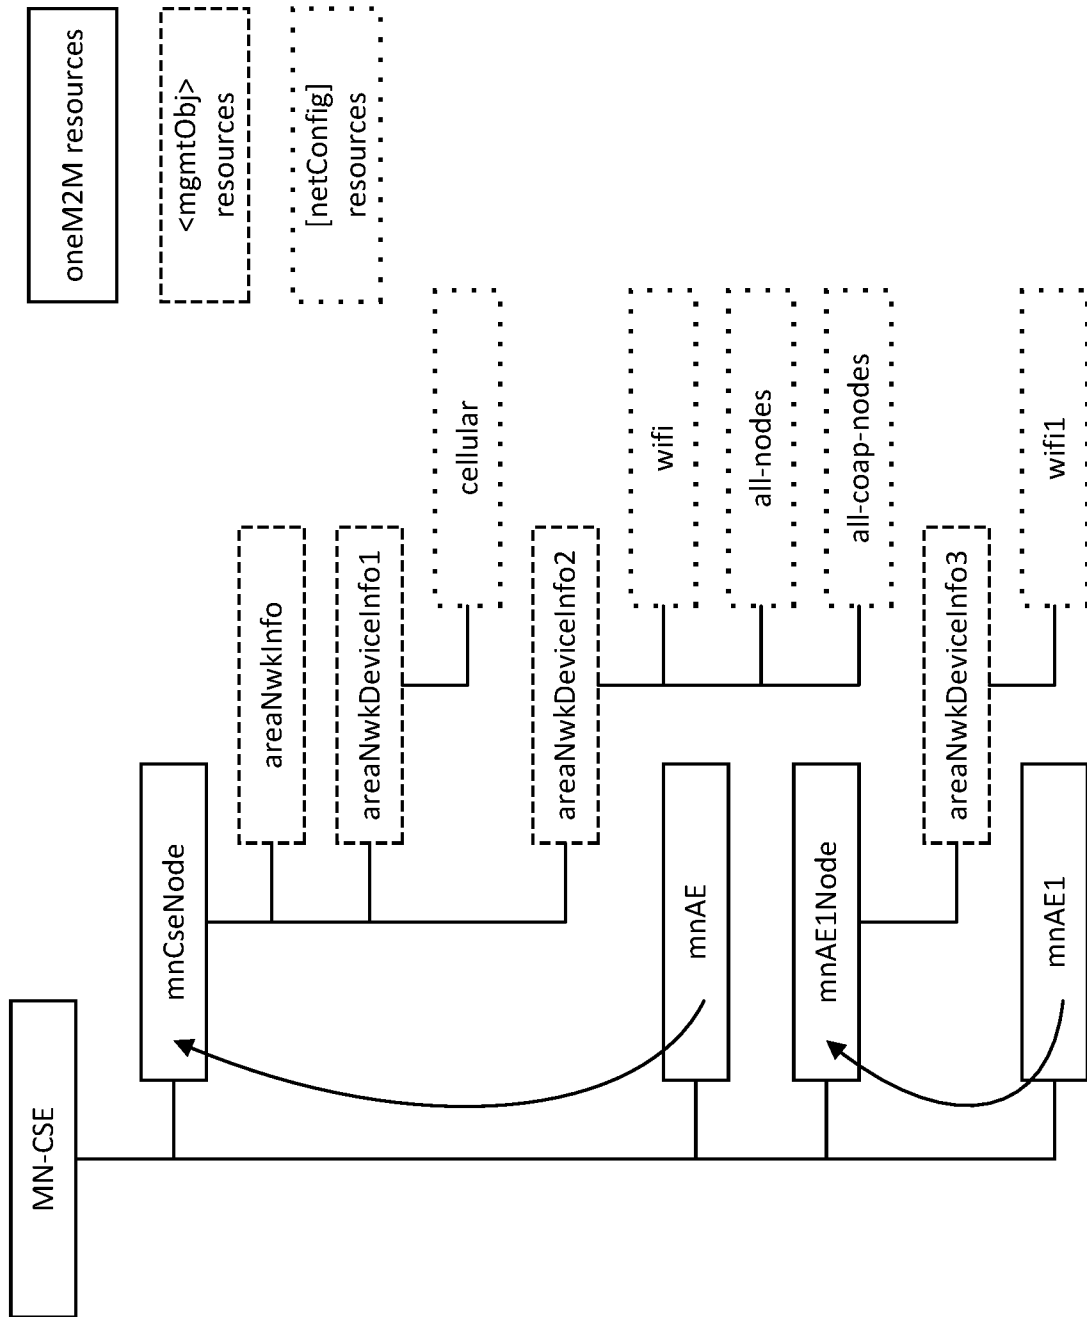 MN-CSE
mnCseNode
areaNwkInfo
areaNwkDeviceInfo1
cellular
areaNwkDeviceInfo2
wifi
all-nodes
all-coap-nodes
mnAE
mnAE1Node
areaNwkDeviceInfo3
wifi1
mnAE1
oneM2M resources
<mgmtObj>
resources
[netConfig]
resources